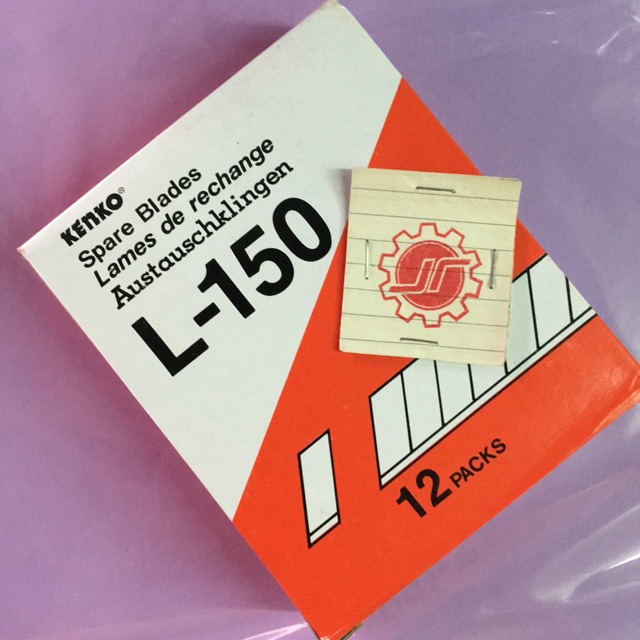 KENKO®
Spare Blades
Lames de rechange
Austauschklingen
L-150
12 PACKS